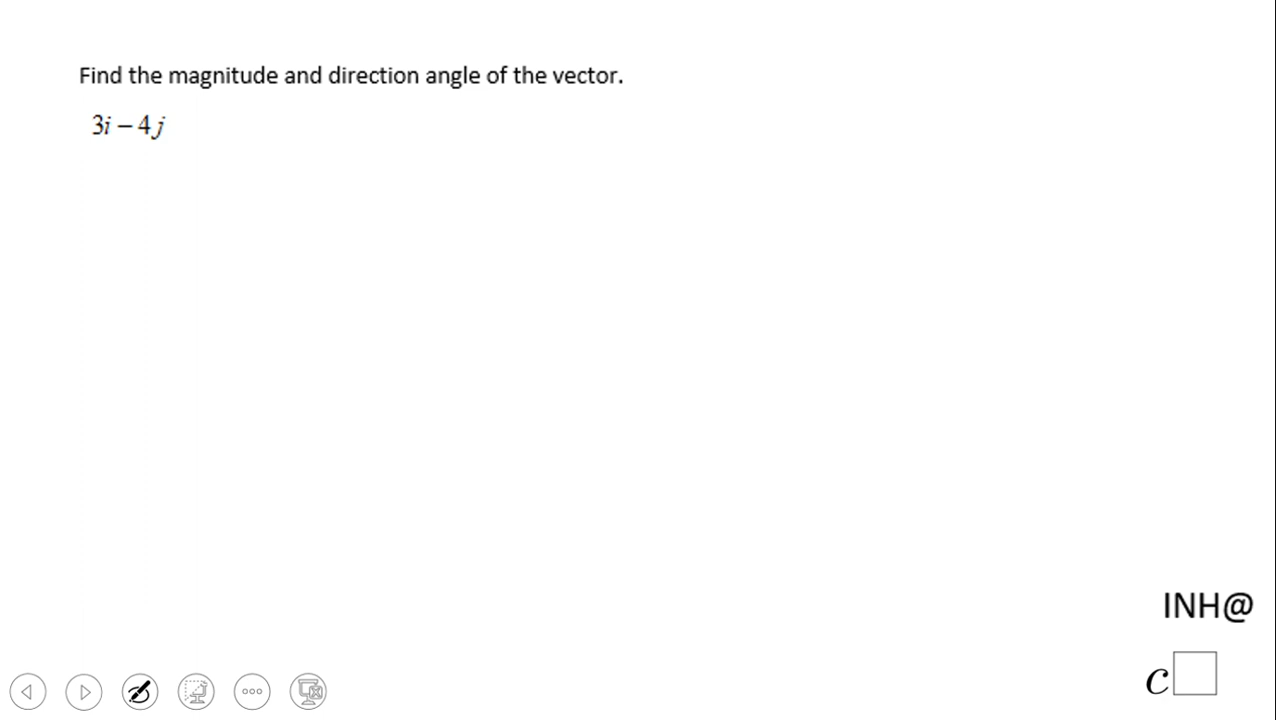 Find the magnitude and direction angle of the vector.
3i – 4j
INH@
c